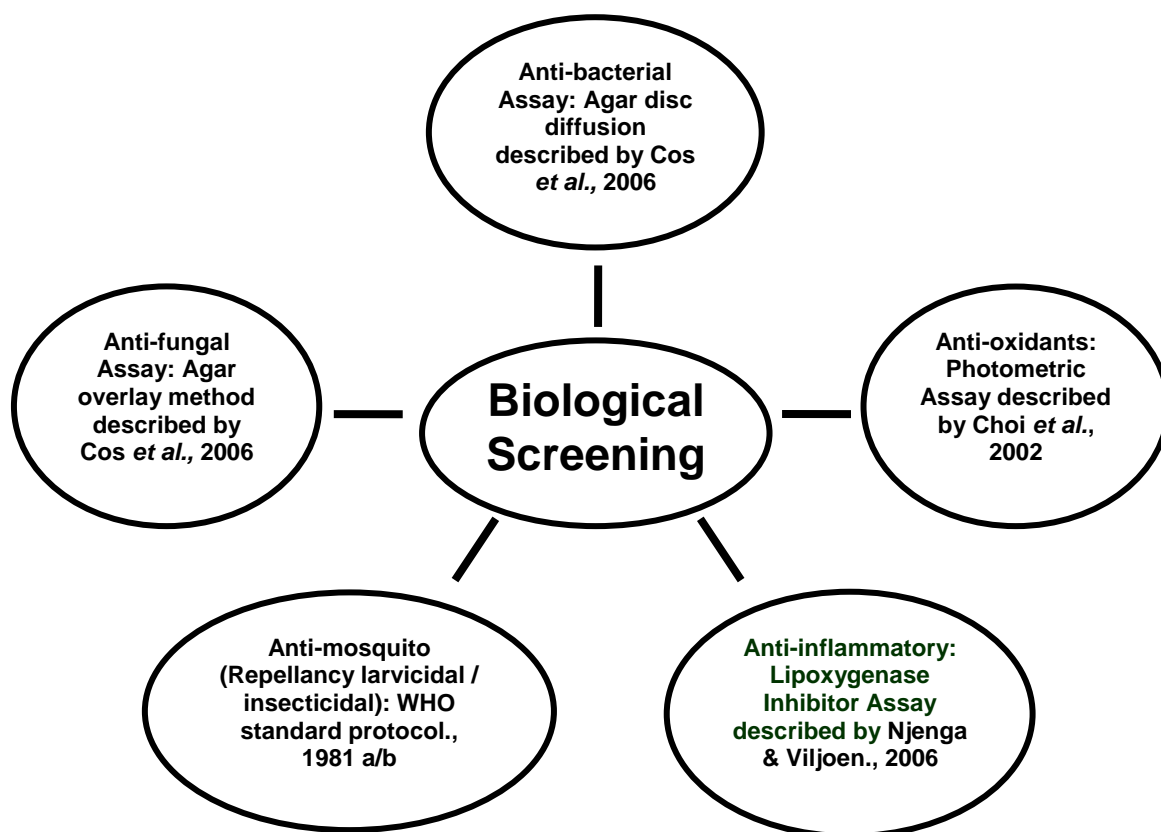 Anti-bacterial
Assay: Agar disc
diffusion
described by Cos
et al., 2006
Anti-fungal
Assay: Agar
overlay method
described by
Cos et al., 2006
Biological
Screening
Anti-oxidants:
Photometric
Assay described
by Choi et al.,
2002
Anti-mosquito
(Repellancy larvicidal /
insecticidal): WHO
standard protocol.,
1981 a/b
Anti-inflammatory:
Lipoxygenase
Inhibitor Assay
described by Njenga
& Viljoen., 2006